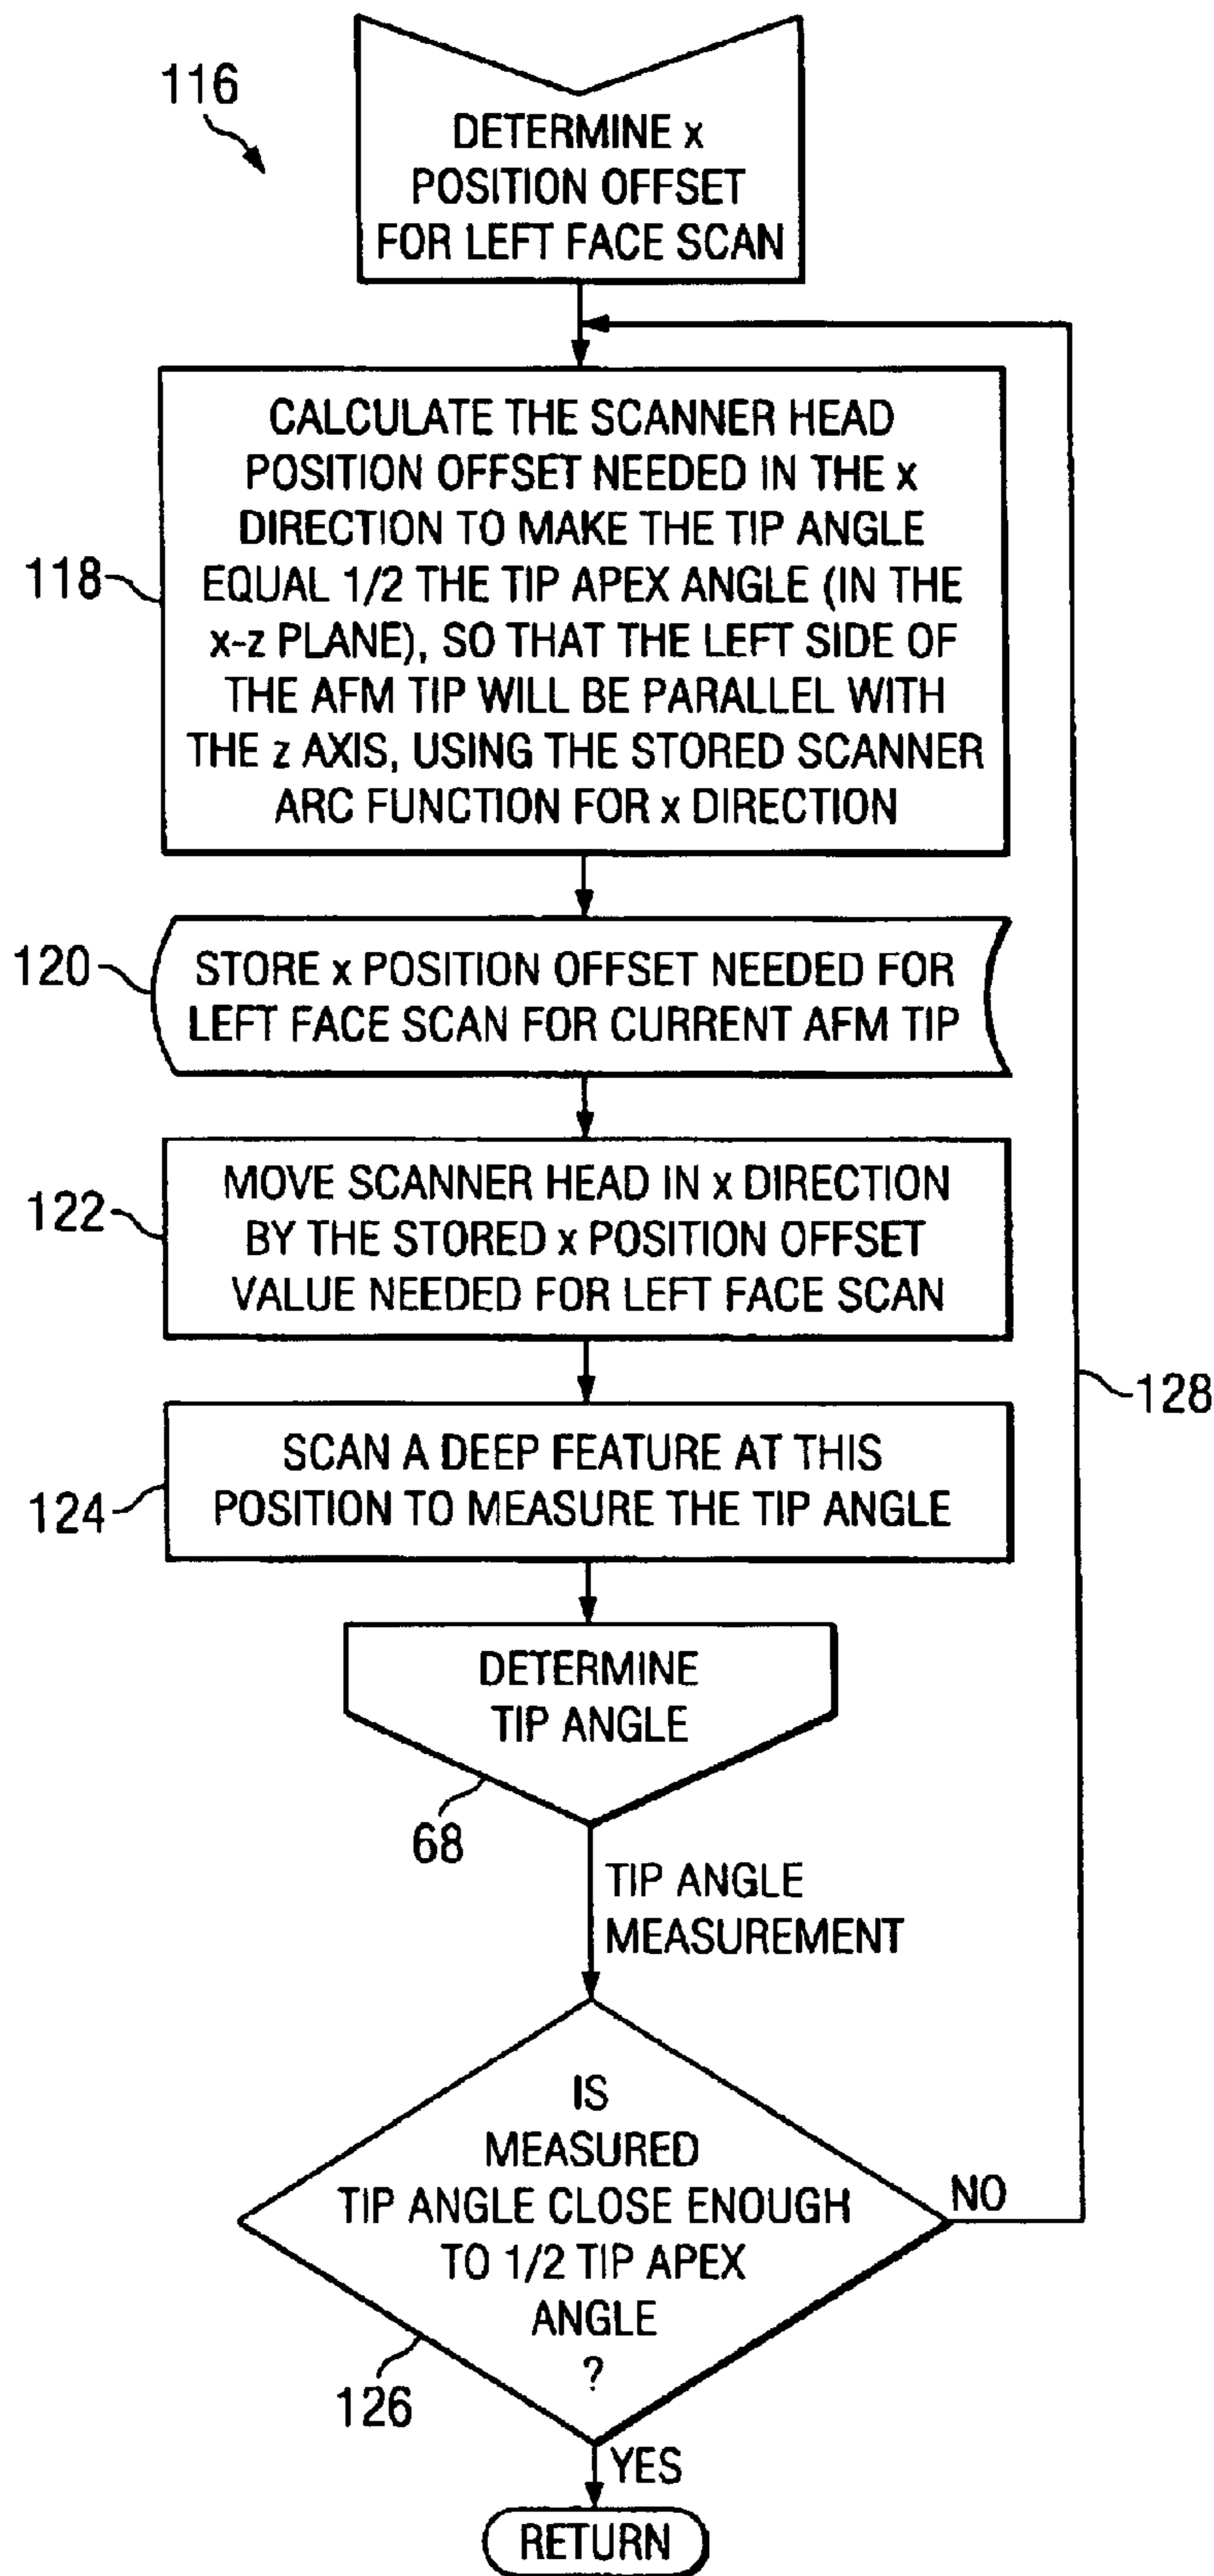 116
DETERMINE x
POSITION OFFSET
FOR LEFT FACE SCAN
CALCULATE THE SCANNER HEAD
POSITION OFFSET NEEDED IN THE x
DIRECTION TO MAKE THE TIP ANGLE
EQUAL 1/2 THE TIP APEX ANGLE (IN THE
x-z PLANE), SO THAT THE LEFT SIDE OF
THE AFM TIP WILL BE PARALLEL WITH
THE z AXIS, USING THE STORED SCANNER
ARC FUNCTION FOR x DIRECTION
118
120
STORE x POSITION OFFSET NEEDED FOR
LEFT FACE SCAN FOR CURRENT AFM TIP
122
MOVE SCANNER HEAD IN x DIRECTION
BY THE STORED x POSITION OFFSET
VALUE NEEDED FOR LEFT FACE SCAN
128
124
SCAN A DEEP FEATURE AT THIS
POSITION TO MEASURE THE TIP ANGLE
DETERMINE
TIP ANGLE
68
TIP ANGLE
MEASUREMENT
IS
MEASURED
TIP ANGLE CLOSE ENOUGH
TO 1/2 TIP APEX
ANGLE
?
NO
126
YES
RETURN